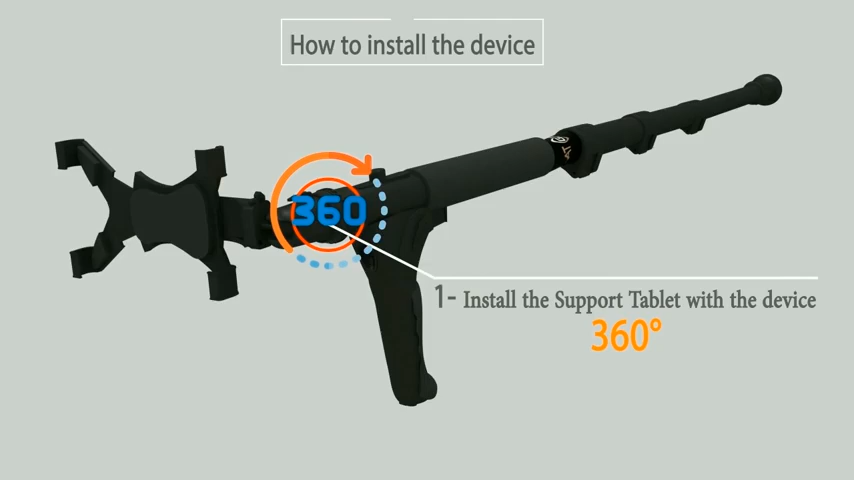 How to install the device
360
1- Install the Support Tablet with the device
360°